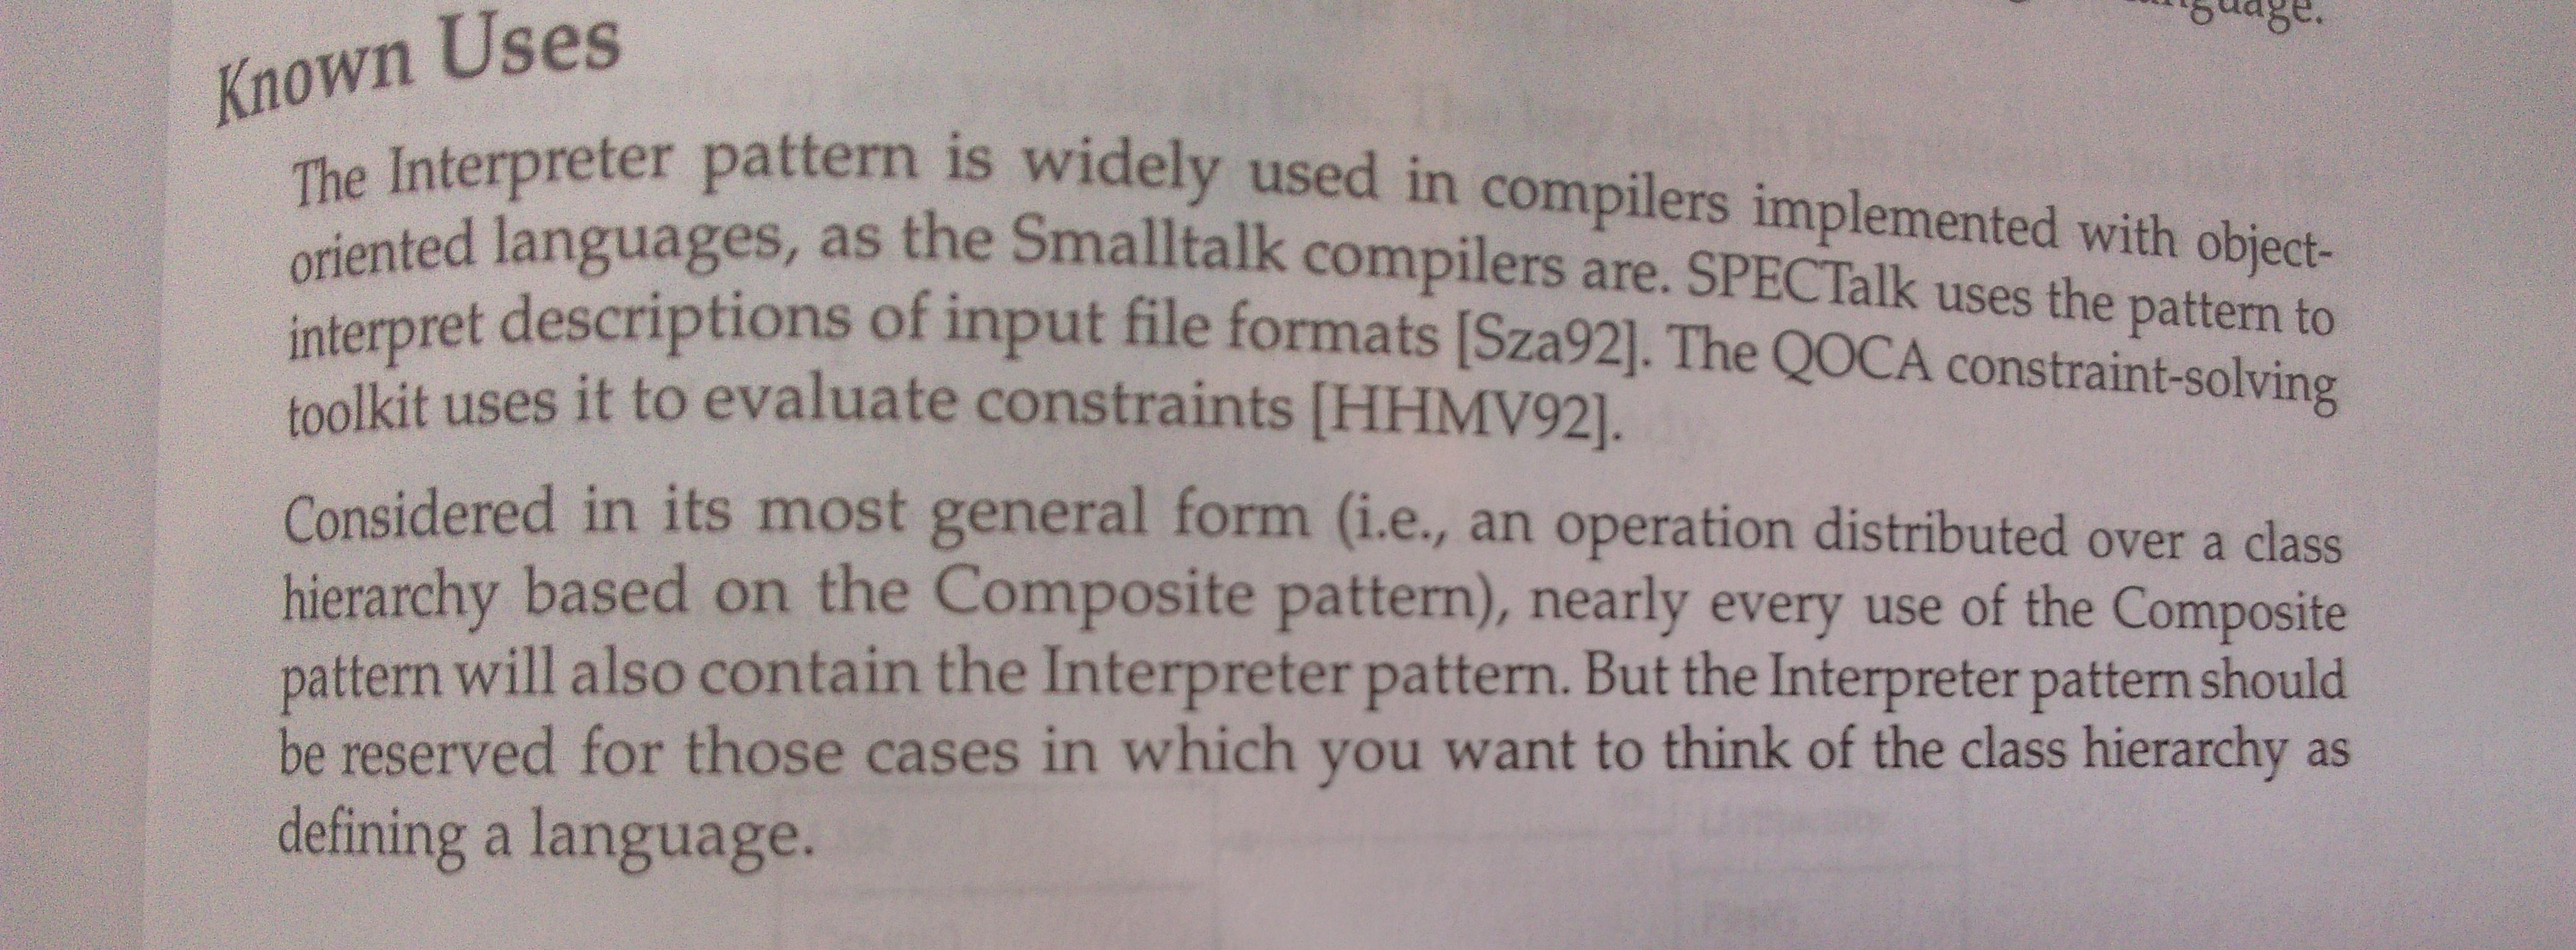 Known Uses
The Interpreter pattern is widely used in compilers implemented with object-
oriented languages, as the Smalltalk compilers are. SPECTalk uses the pattern to
interpret descriptions of input file formats [Sza92]. The QOCA constraint-solving
toolkit uses it to evaluate constraints [HHMV92].
Considered in its most general form (i.e., an operation distributed over a class
hierarchy based on the Composite pattern), nearly every use of the Composite
pattern will also contain the Interpreter pattern. But the Interpreter pattern should
be reserved for those cases in which you want to think of the class hierarchy as
defining a language.